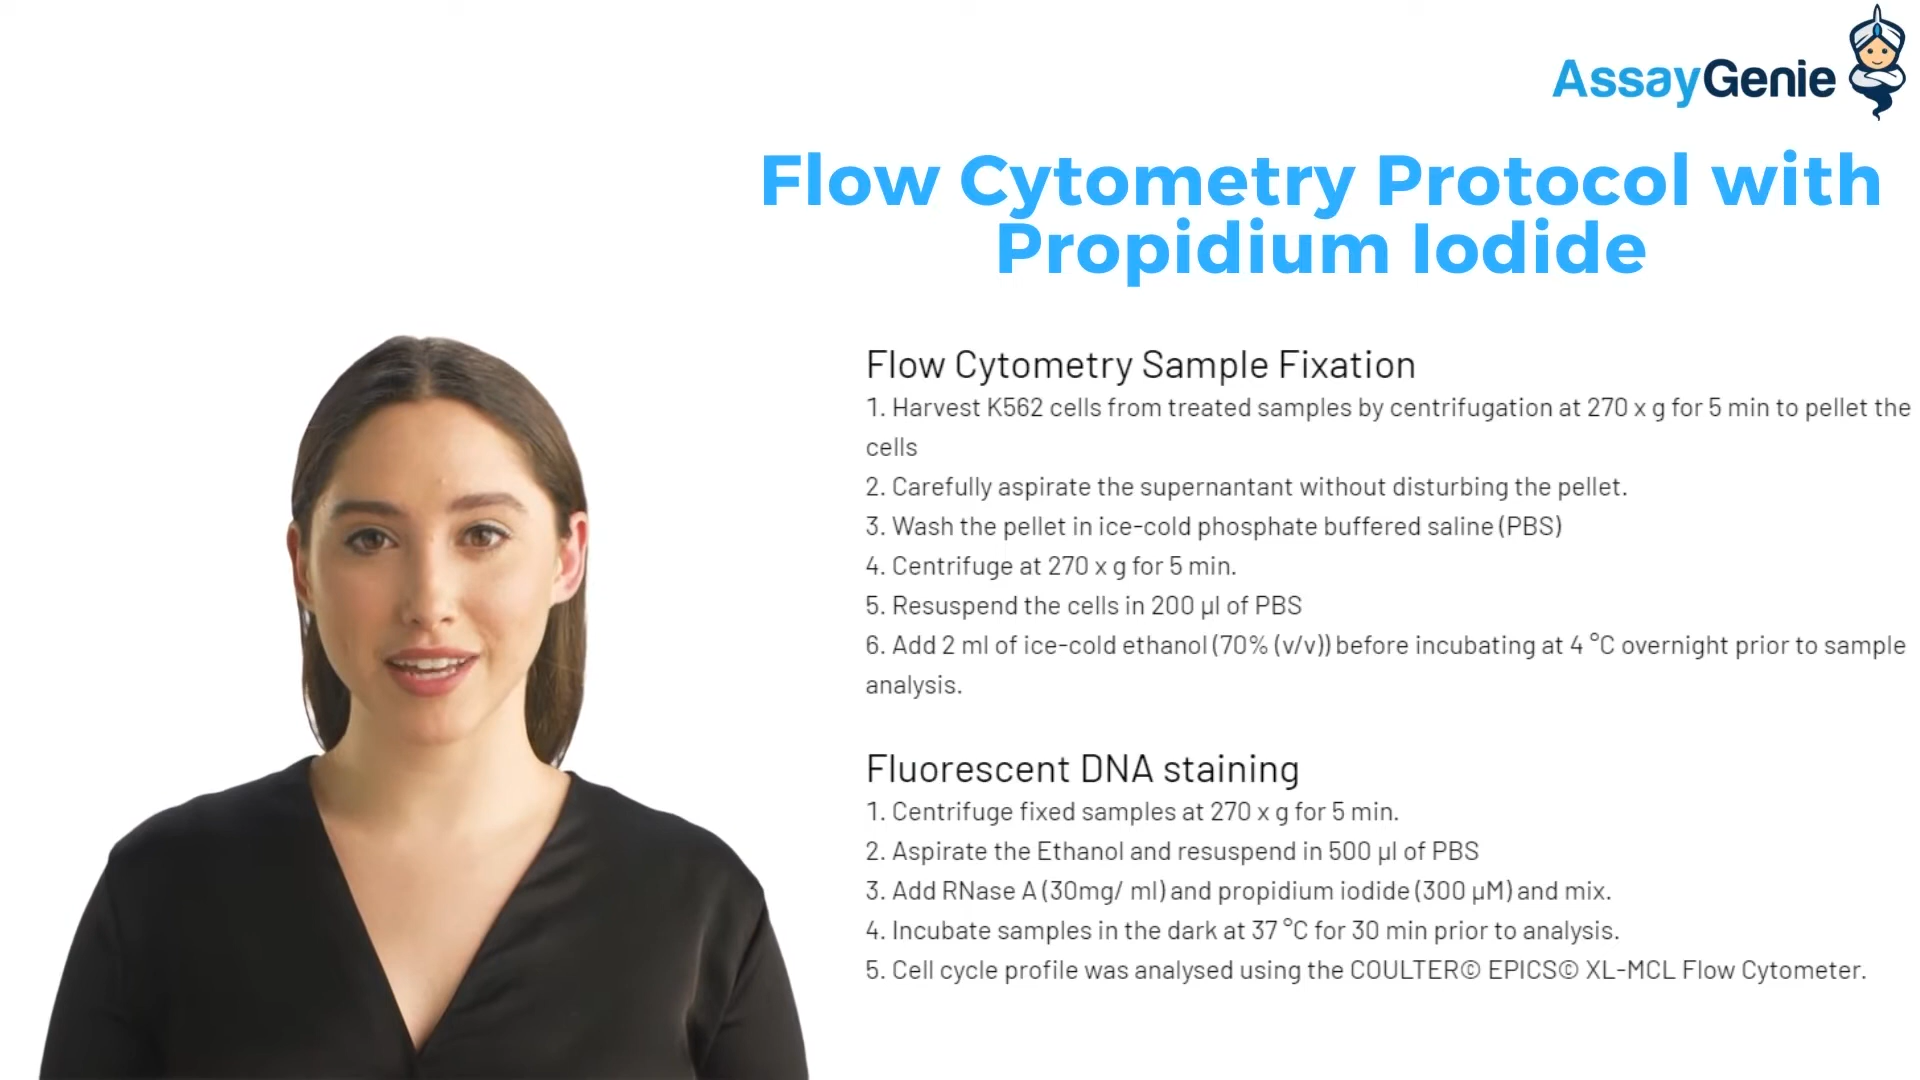 AssayGenie
Flow Cytometry Protocol with
Propidium Iodide
Flow Cytometry Sample Fixation
1. Harvest K562 cells from treated samples by centrifugation at 270 x g for 5 min to pellet the
cells
2. Carefully aspirate the supernantant without disturbing the pellet.
3. Wash the pellet in ice-cold phosphate buffered saline (PBS)
4. Centrifuge at 270 x g for 5 min.
5. Resuspend the cells in 200 µl of PBS
6. Add 2 ml of ice-cold ethanol (70% (v/v)) before incubating at 4 °C overnight prior to sample
analysis.
Fluorescent DNA staining
1. Centrifuge fixed samples at 270 x g for 5 min.
2. Aspirate the Ethanol and resuspend in 500 µl of PBS
3. Add RNase A (30mg/ ml) and propidium iodide (300 µM) and mix.
4. Incubate samples in the dark at 37 °C for 30 min prior to analysis.
5. Cell cycle profile was analysed using the COULTER© EPICS© XL-MCL Flow Cytometer.